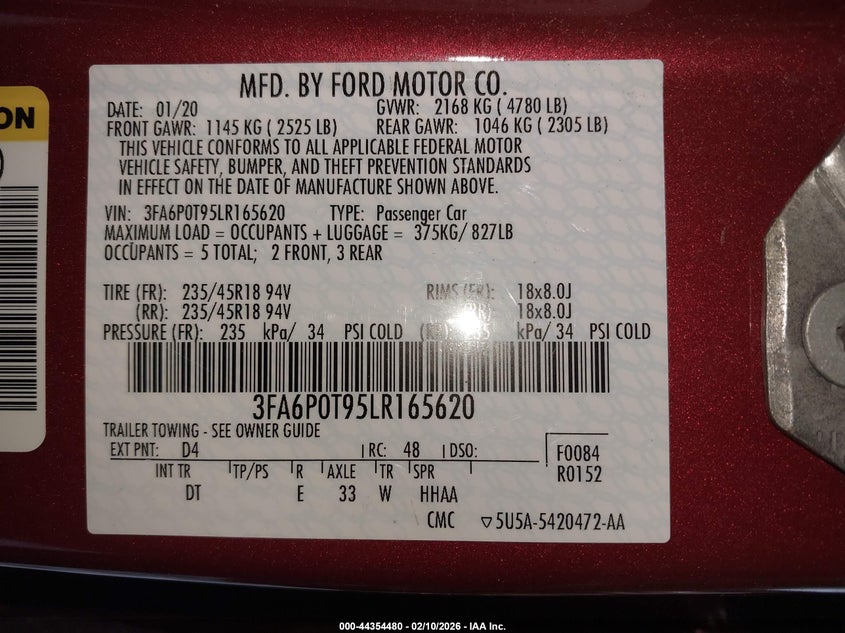 ON
MFD. BY FORD MOTOR CO.
DATE: 01/20 GVWR: 2168 KG ( 4780 LB)
FRONT GAWR: 1145 KG ( 2525 LB) REAR GAWR: 1046 KG ( 2305 LB)
THIS VEHICLE CONFORMS TO ALL APPLICABLE FEDERAL MOTOR
VEHICLE SAFETY, BUMPER, AND THEFT PREVENTION STANDARDS
IN EFFECT ON THE DATE OF MANUFACTURE SHOWN ABOVE.
VIN: 3FA6P0T95LR165620 TYPE: Passenger Car
MAXIMUM LOAD = OCCUPANTS + LUGGAGE = 375KG/ 827LB
OCCUPANTS = 5 TOTAL; 2 FRONT, 3 REAR
TIRE (FR): 235/45R18 94V RIMS (FR): 18x8.0J
(RR): 235/45R18 94V 18x8.0J
PRESSURE (FR): 235 kPa/ 34 PSI COLD kPa/ 34 PSI COLD
3FA6P0T95LR165620
TRAILER TOWING - SEE OWNER GUIDE
EXT PNT: D4 RC: 48 DSO: F0084
INT TR TP/PS R AXLE TR SPR R0152
DT E 33 W HHAA
CMC 5U5A-5420472-AA
000-44354480 - 02/10/2026 - IAA Inc.